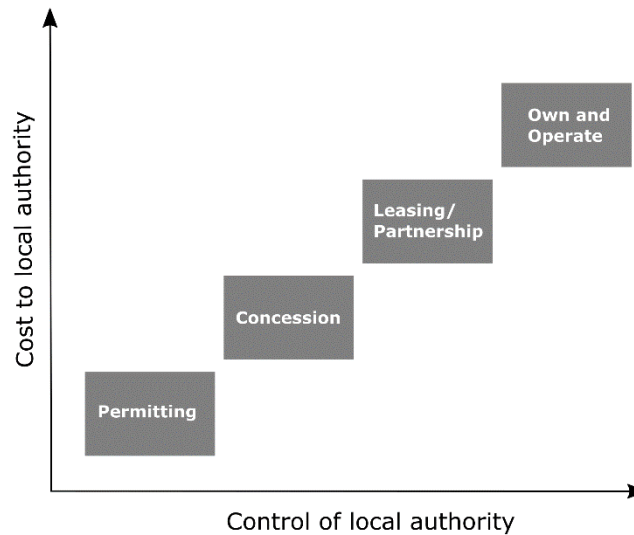 Cost to local authority
Own and
Operate
Leasing/
Partnership
Concession
Permitting
Control of local authority